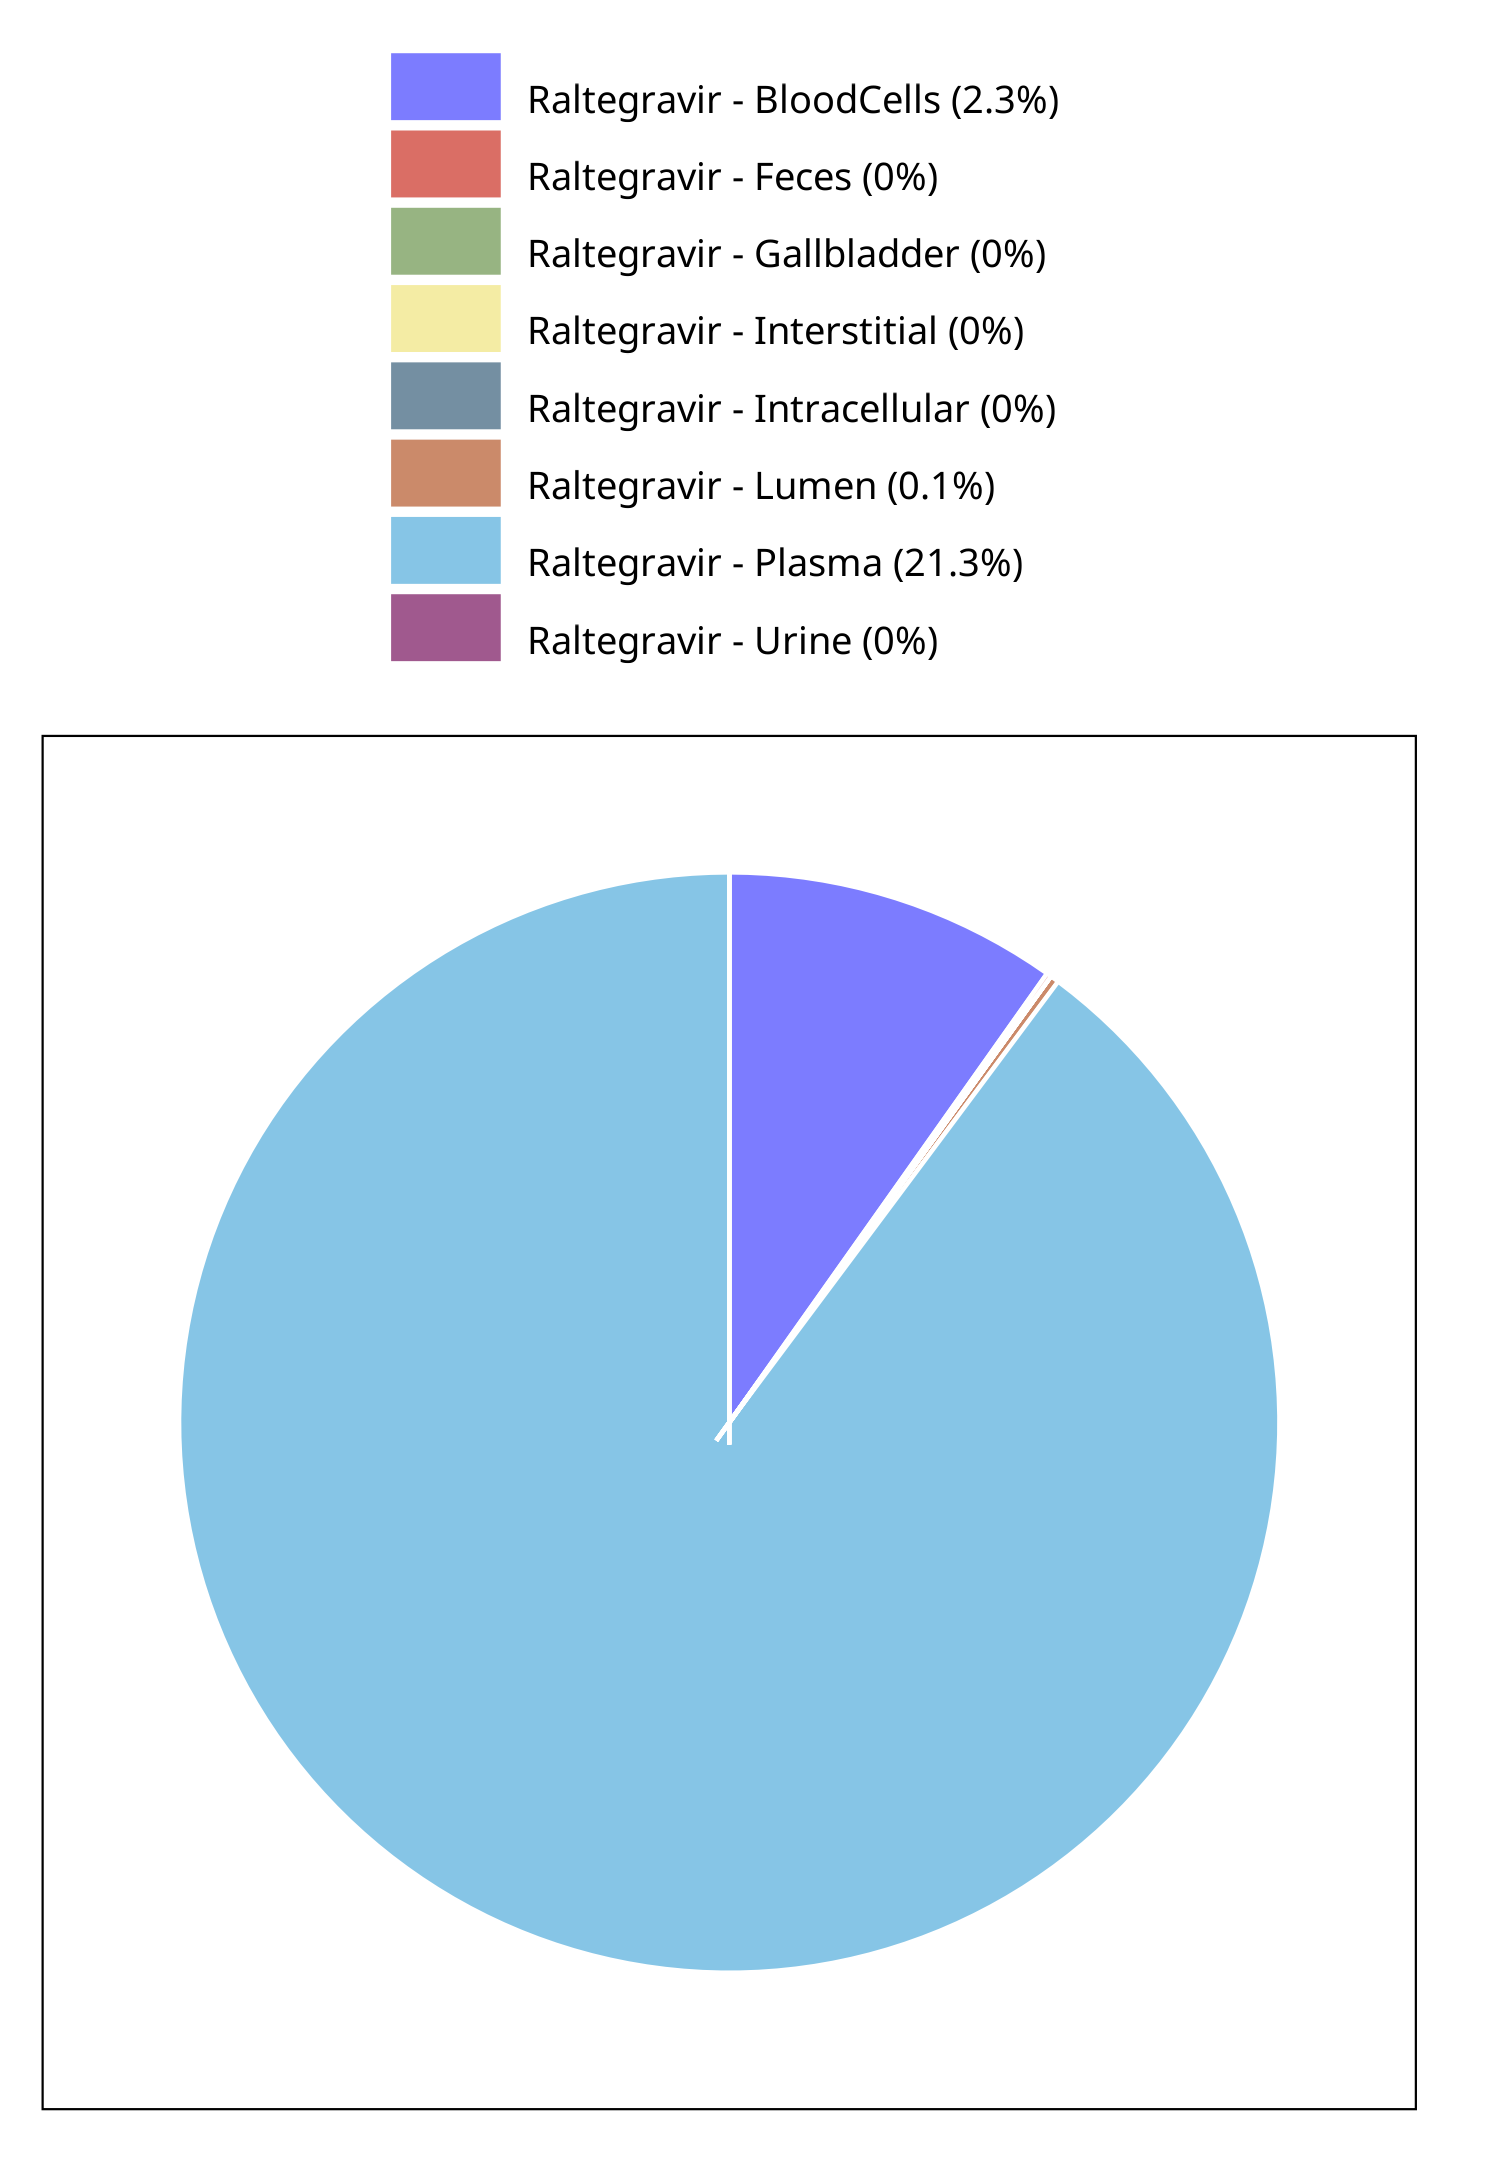 Raltegravir - BloodCells (2.3%)
Raltegravir - Feces (0%)
Raltegravir - Gallbladder (0%)
Raltegravir - Interstitial (0%)
Raltegravir - Intracellular (0%)
Raltegravir - Lumen (0.1%)
Raltegravir - Plasma (21.3%)
Raltegravir - Urine (0%)